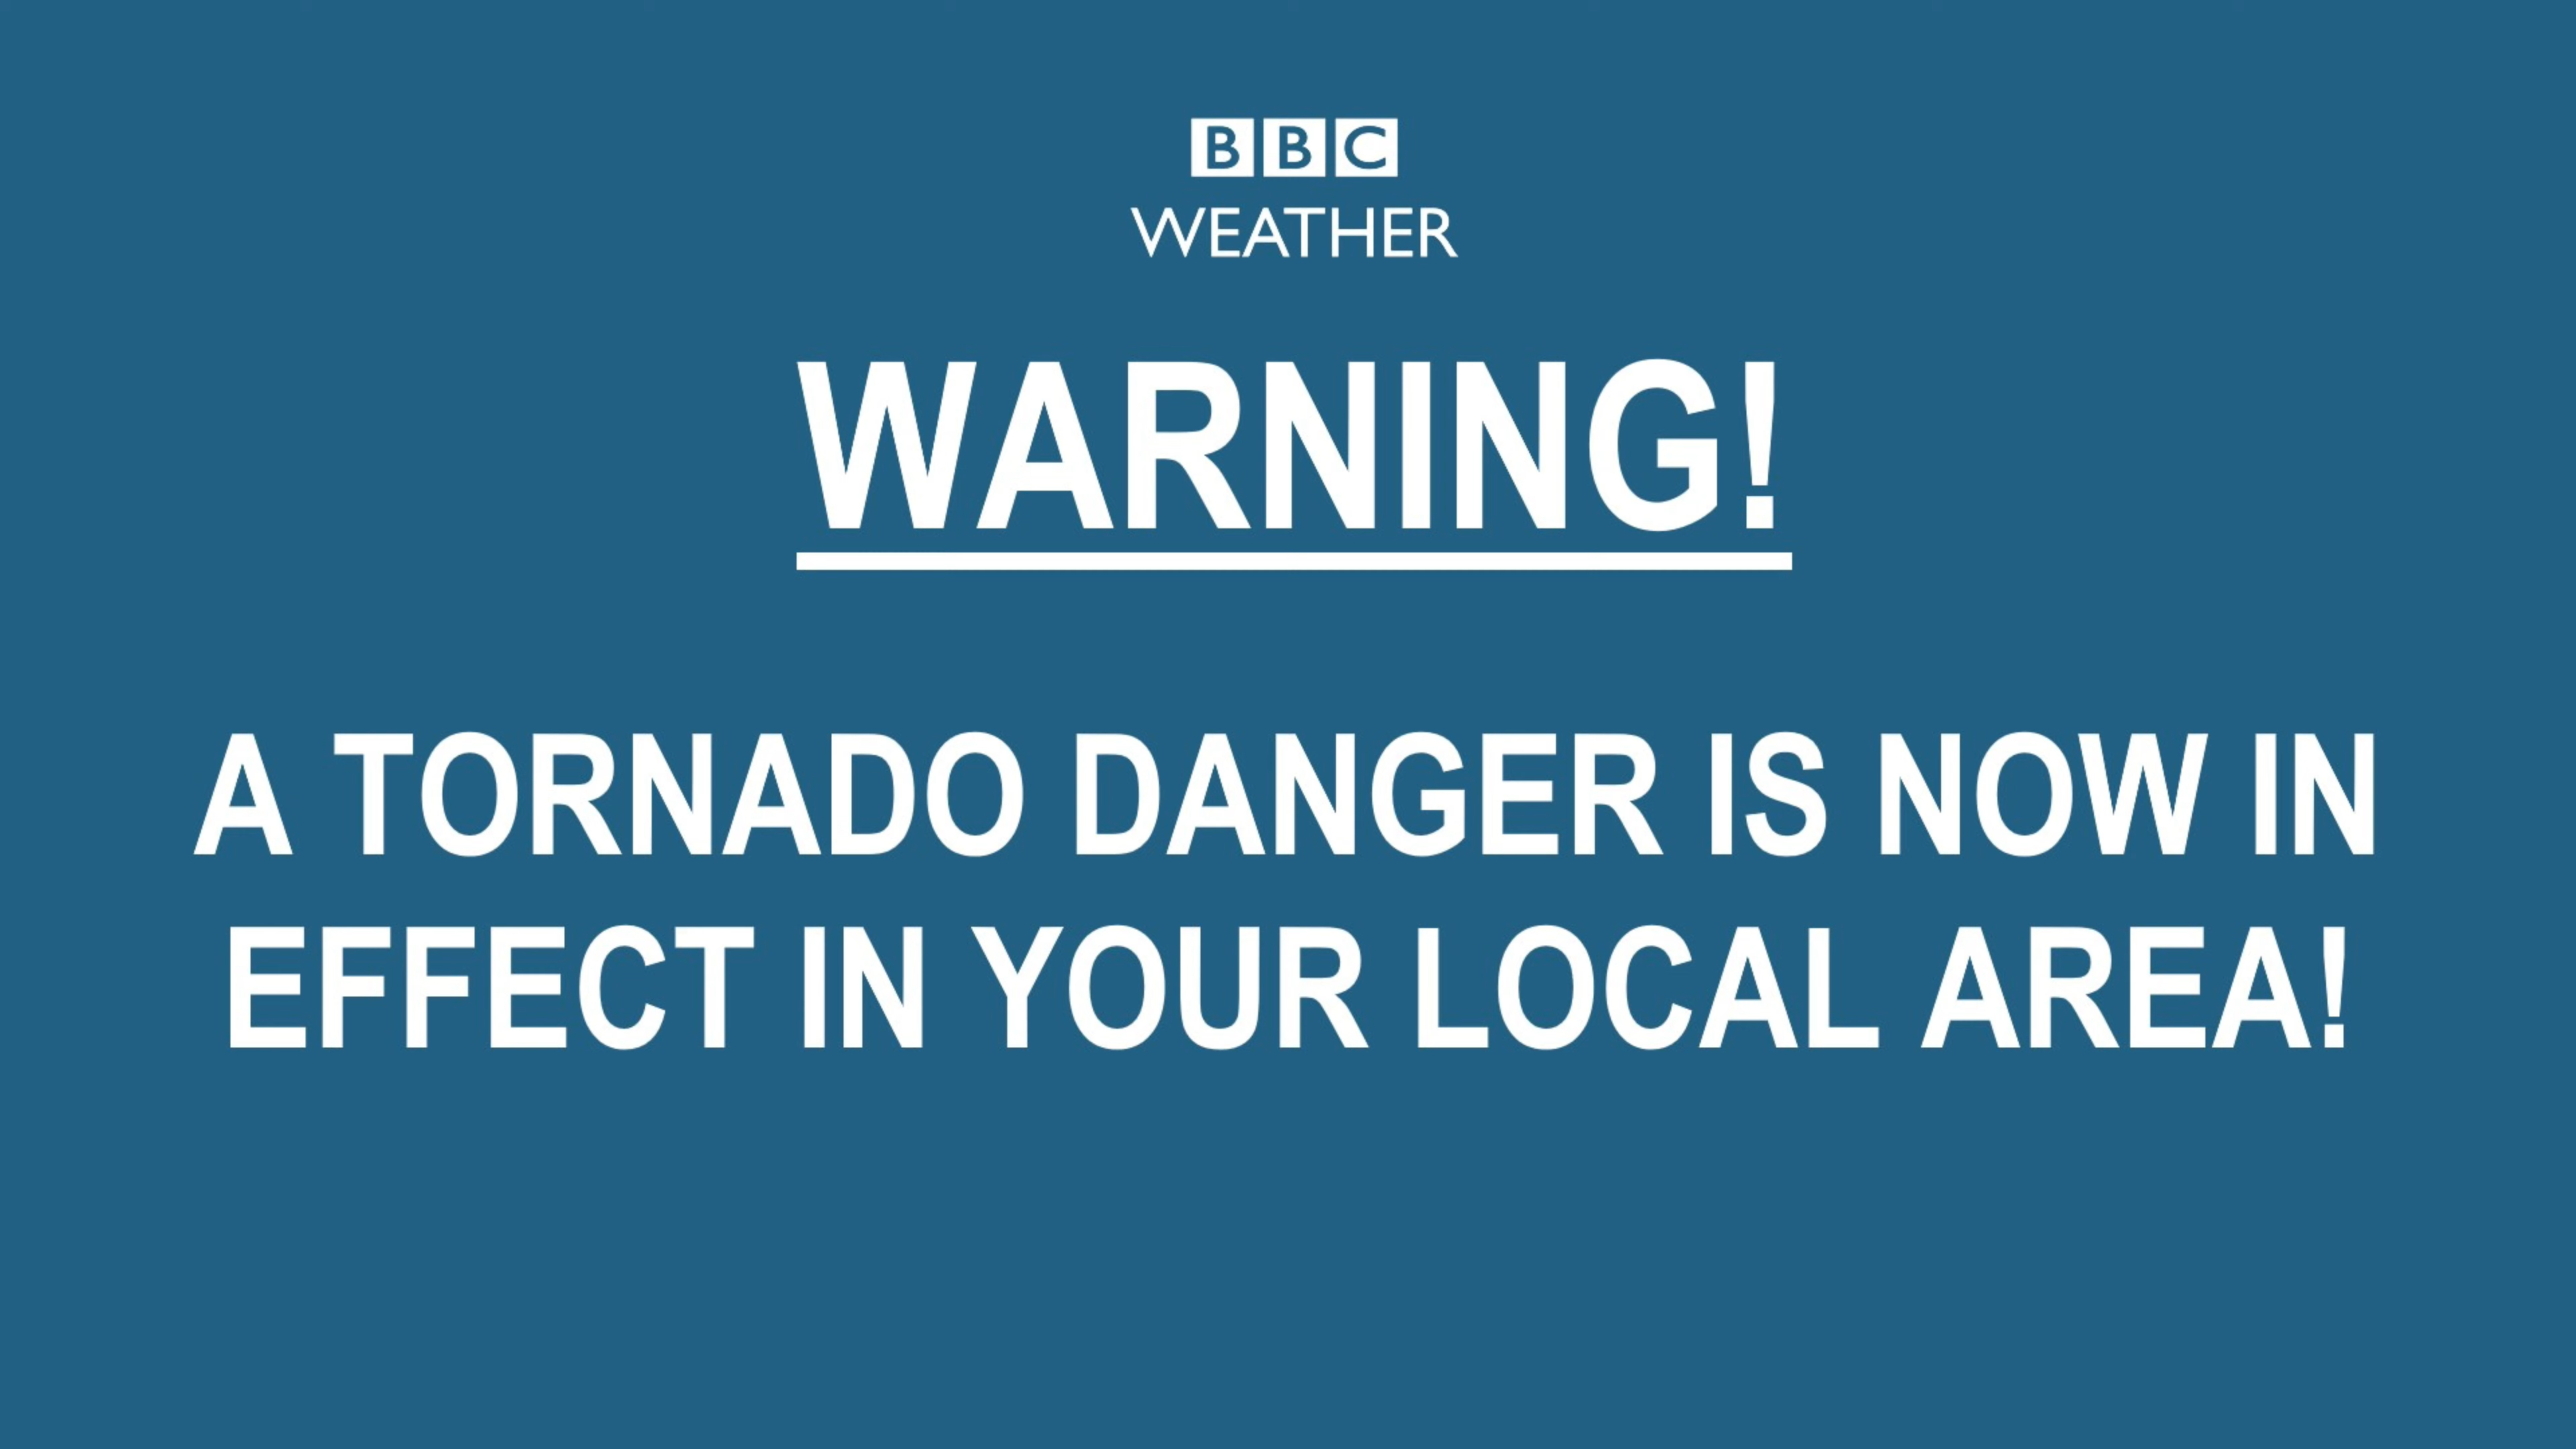 BBC
WEATHER
WARNING!
A TORNADO DANGER IS NOW IN
EFFECT IN YOUR LOCAL AREA!